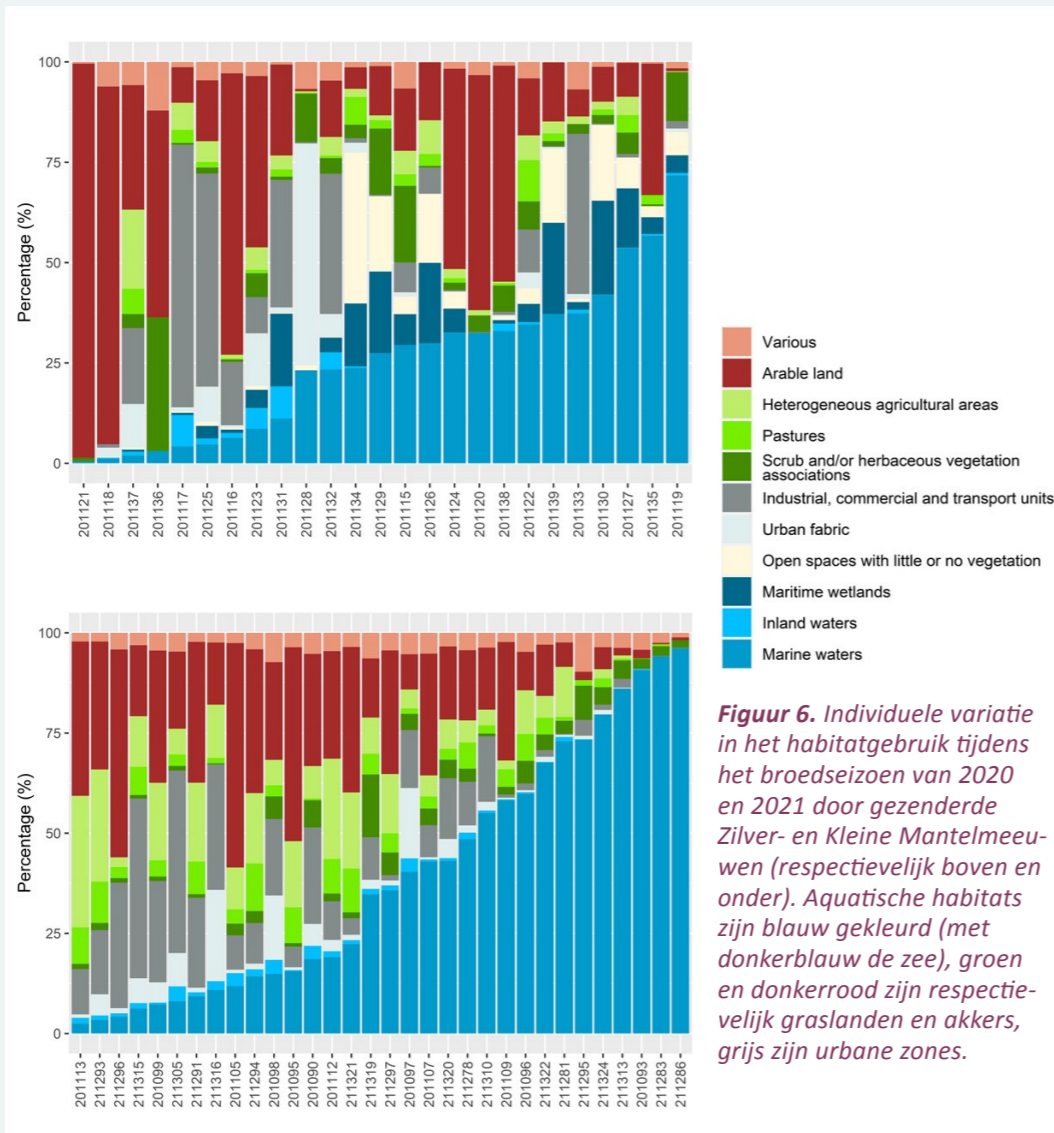 100
75
50
25
0
Percentage (%)
201121
201118
201137
201136
201117
201125
201116
201123
201131
201128
201132
201134
201129
201115
201126
201124
201120
201138
201122
201139
201133
201130
201127
201135
201119
Various
Arable land
Heterogeneous agricultural areas
Pastures
Scrub and/or herbaceous vegetation
associations
Industrial, commercial and transport units
Urban fabric
Open spaces with little or no vegetation
Maritime wetlands
Inland waters
Marine waters
100
75
50
25
0
Percentage (%)
201113
211293
211296
211315
201099
211305
211291
211316
201105
211294
201098
201095
201090
201112
211321
211319
211297
201097
201107
211320
211278
211310
201109
201096
211322
211281
211295
211324
211313
201093
211283
211286
Figuur 6. Individuele variatie
in het habitatgebruik tijdens
het broedseizoen van 2020
en 2021 door gezenderde
Zilver- en Kleine Mantelmeeu-
wen (respectievelijk boven en
onder). Aquatische habitats
zijn blauw gekleurd (met
donkerblauw de zee), groen
en donkerrood zijn respectie-
velijk graslanden en akkers,
grijs zijn urbane zones.